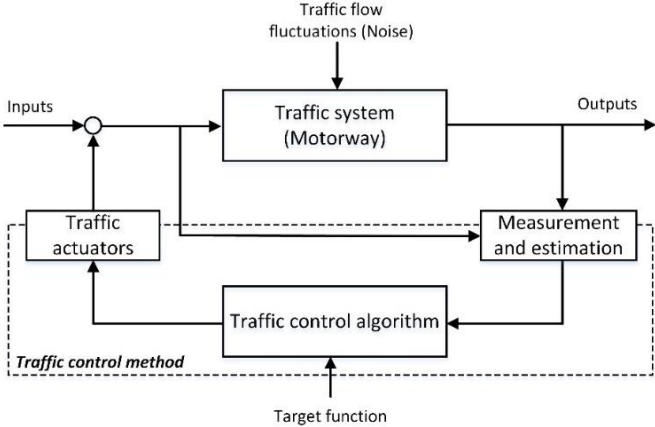 Traffic flow
fluctuations (Noise)
Inputs
Traffic system
(Motorway)
Outputs
Traffic
actuators
Measurement
and estimation
Traffic control algorithm
Traffic control method
Target function